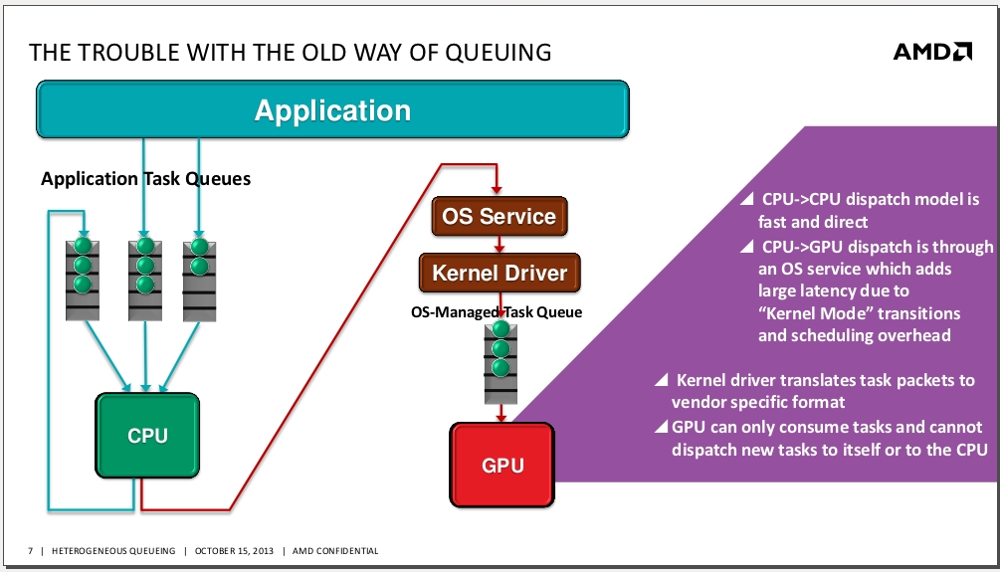 THE TROUBLE WITH THE OLD WAY OF QUEUING
AMD
Application
Application Task Queues
OS Service
Kernel Driver
OS-Managed Task Queue
CPU
GPU
CPU->CPU dispatch model is
fast and direct
CPU->GPU dispatch is through
an OS service which adds
large latency due to
“Kernel Mode” transitions
and scheduling overhead
Kernel driver translates task packets to
vendor specific format
GPU can only consume tasks and cannot
dispatch new tasks to itself or to the CPU
7 | HETEROGENEOUS QUEUEING | OCTOBER 15, 2013 | AMD CONFIDENTIAL